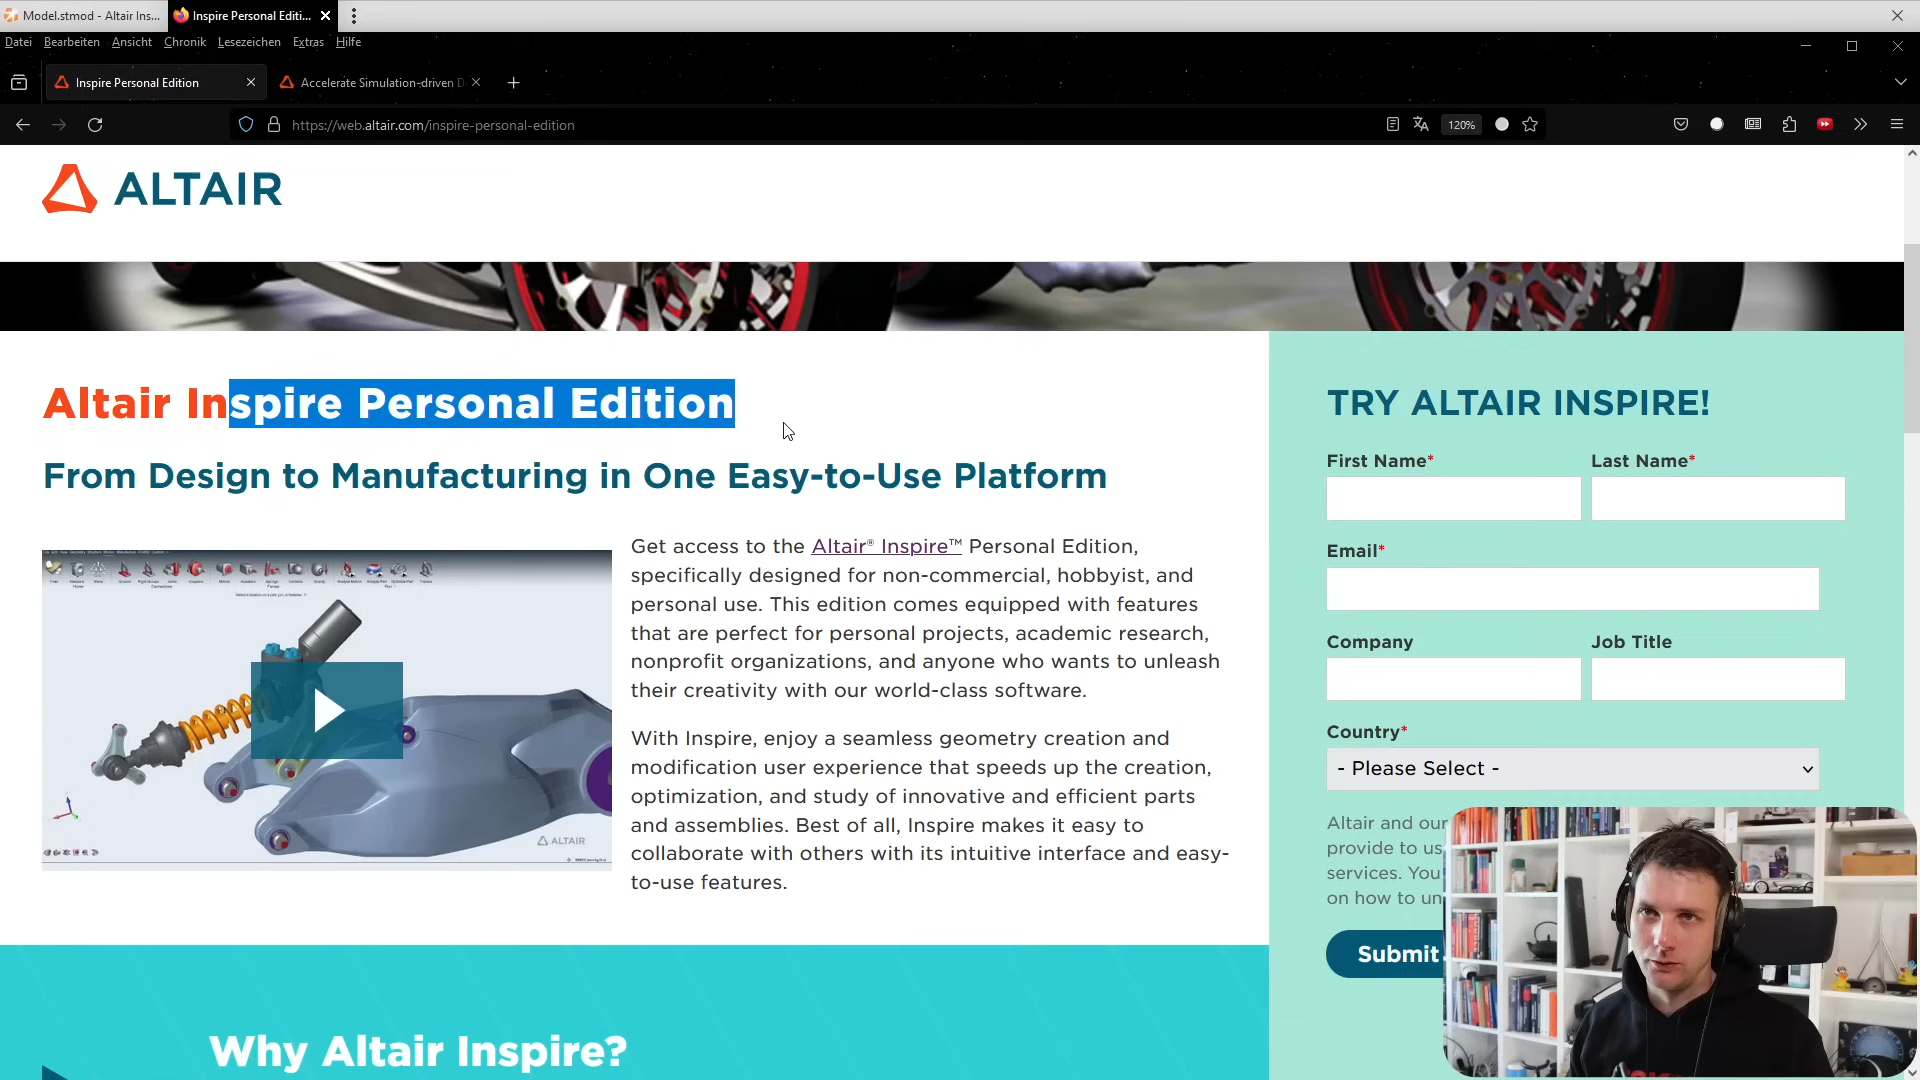 Model.stmod - Altair Ins...
Inspire Personal Editi...
Datei Bearbeiten Ansicht Chronik Lesezeichen Extras Hilfe
Inspire Personal Edition
Accelerate Simulation-driven D
https://web.altair.com/inspire-personal-edition
120%
ALTAIR
Altair Inspire Personal Edition
From Design to Manufacturing in One Easy-to-Use Platform
Get access to the Altair® Inspire™ Personal Edition,
specifically designed for non-commercial, hobbyist, and
personal use. This edition comes equipped with features
that are perfect for personal projects, academic research,
nonprofit organizations, and anyone who wants to unleash
their creativity with our world-class software.
With Inspire, enjoy a seamless geometry creation and
modification user experience that speeds up the creation,
optimization, and study of innovative and efficient parts
and assemblies. Best of all, Inspire makes it easy to
collaborate with others with its intuitive interface and easy-
to-use features.
ALTAIR
Why Altair Inspire?
TRY ALTAIR INSPIRE!
First Name* Last Name*
Email*
Company Job Title
Country*
- Please Select -
Altair and our
provide to us
services. You
on how to un
Submit